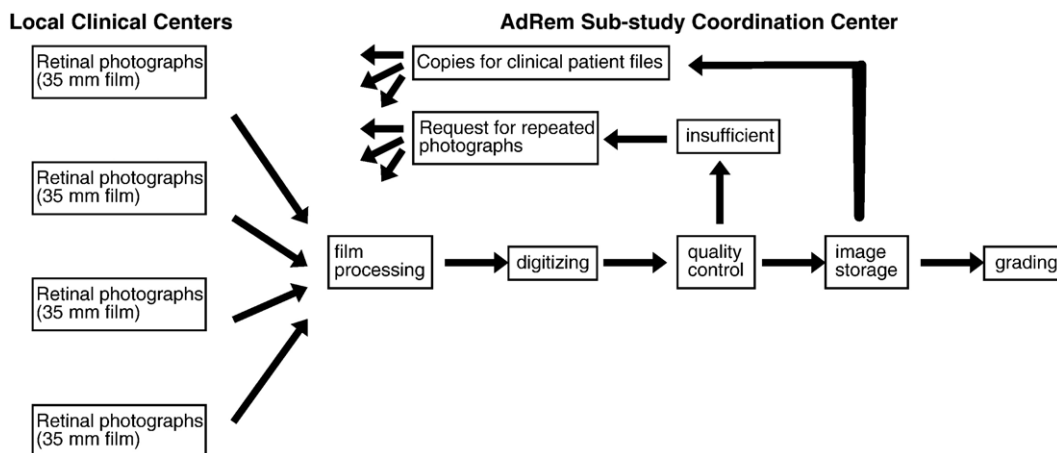 Local Clinical Centers
AdRem Sub-study Coordination Center
Retinal photographs
(35 mm film)
Retinal photographs
(35 mm film)
Retinal photographs
(35 mm film)
Retinal photographs
(35 mm film)
Copies for clinical patient files
Request for repeated
photographs
insufficient
film
processing
digitizing
quality
control
image
storage
grading